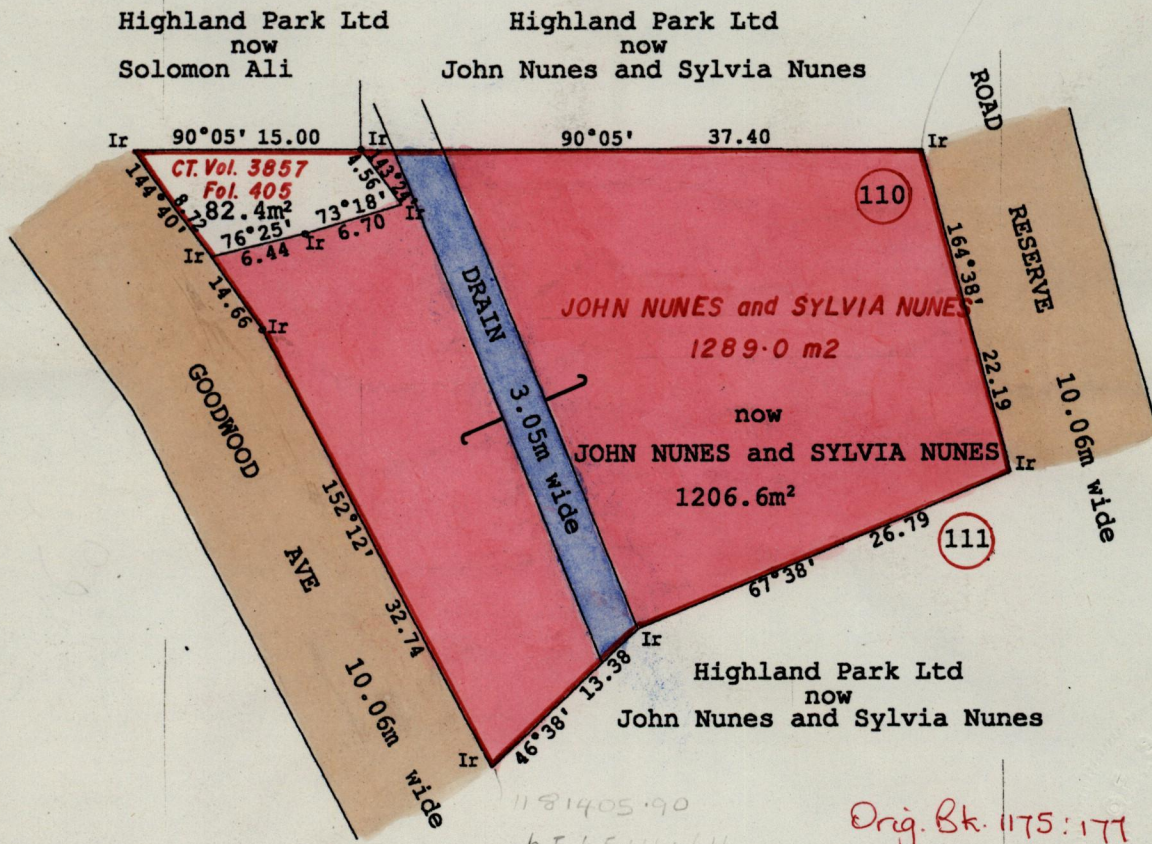 Highland Park Ltd
now
Solomon Ali
Highland Park Ltd
now
John Nunes and Sylvia Nunes
ROAD
RESERVE
10.06m wide
Ir
90°05' 15.00
Ir
90°05' 37.40
Ir
CT. Vol. 3857
Fol. 405
82.4m²
144°40'
8.72
4.56
143°24'
76°25'
6.44
Ir
73°18'
6.70
Ir
Ir
14.66
Ir
110
164°38'
22.19
Ir
DRAIN
3.05m wide
JOHN NUNES and SYLVIA NUNES
1289.0 m2
now
JOHN NUNES and SYLVIA NUNES
1206.6m²
GOODWOOD
AVE
10.06m wide
152°12'
32.74
26.79
67°38'
111
Ir
13.38
46°38'
Ir
Highland Park Ltd
now
John Nunes and Sylvia Nunes
1181405.90
Orig. Bk. 1175:177